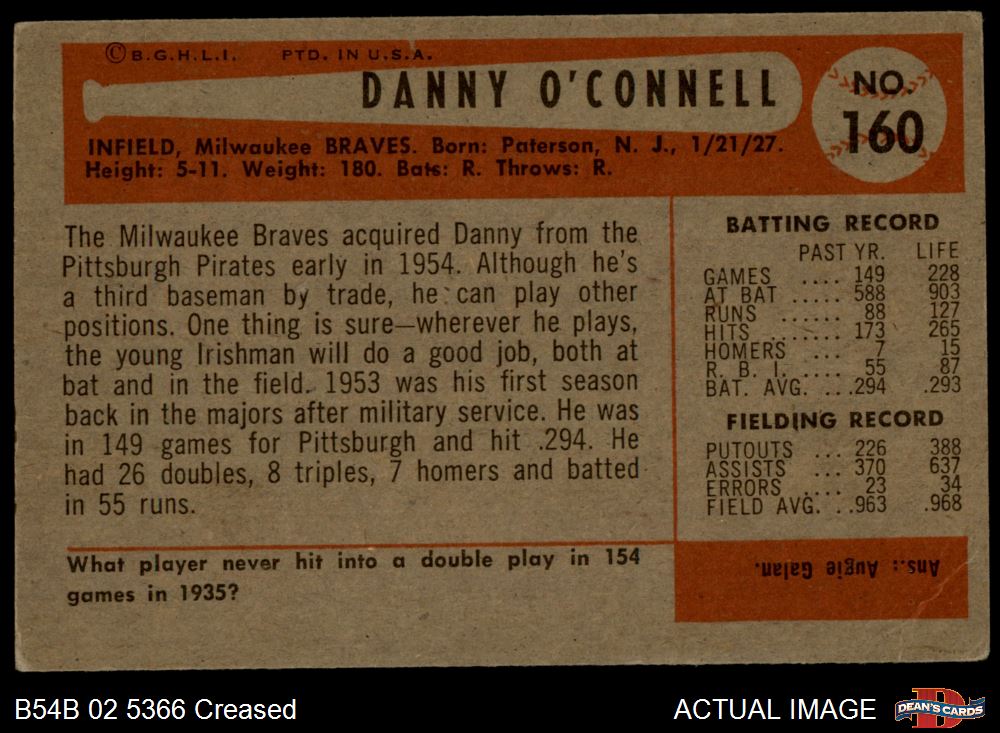 © B.G.H.L.I. PTD. IN U.S.A.
DANNY O'CONNELL
NO.
160
INFIELD, Milwaukee BRAVES. Born: Paterson, N. J., 1/21/27.
Height: 5-11. Weight: 180. Bats: R. Throws: R.
The Milwaukee Braves acquired Danny from the
Pittsburgh Pirates early in 1954. Although he's
a third baseman by trade, he can play other
positions. One thing is sure—wherever he plays,
the young Irishman will do a good job, both at
bat and in the field. 1953 was his first season
back in the majors after military service. He was
in 149 games for Pittsburgh and hit .294. He
had 26 doubles, 8 triples, 7 homers and batted
in 55 runs.
BATTING RECORD
PAST YR. LIFE
GAMES .... 149 228
AT BAT ..... 588 903
RUNS ...... 88 127
HITS ........ 173 265
HOMERS .... 7 15
R. B. I. .... 55 87
BAT. AVG. ... .294 .293
FIELDING RECORD
PUTOUTS ... 226 388
ASSISTS .... 370 637
ERRORS .... 23 34
FIELD AVG. .. .963 .968
What player never hit into a double play in 154
games in 1935?
Ans.: Augie Galan.
B54B 02 5366 Creased
ACTUAL IMAGE
DEAN'S CARDS